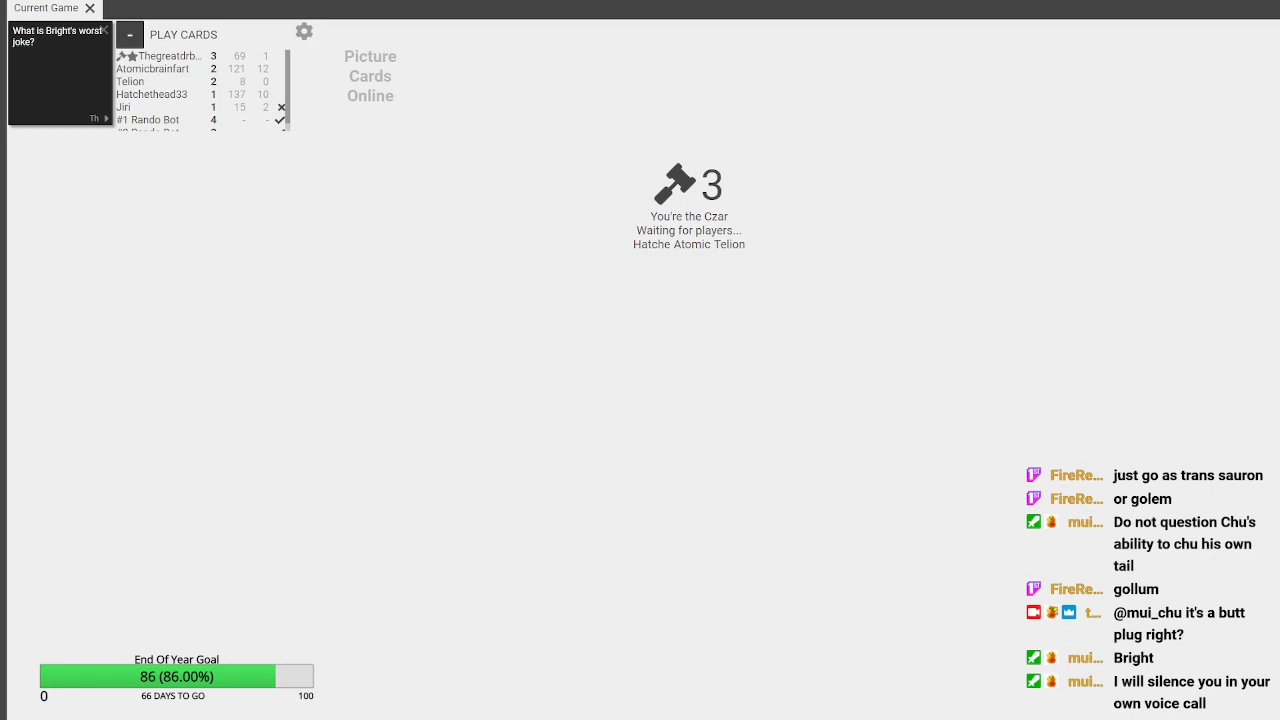 Current Game
What is Bright's worst
joke?
Th
-
PLAY CARDS
Thegreatdrb... 3 69 1
Atomicbrainfart 2 121 12
Telion 2 8 0
Hatchethead33 1 137 10
Jiri 1 15 2
#1 Rando Bot 4 - -
Picture
Cards
Online
3
You're the Czar
Waiting for players...
Hatche Atomic Telion
FireRe... just go as trans sauron
FireRe... or golem
mui... Do not question Chu's
ability to chu his own
tail
FireRe... gollum
t... @mui_chu it's a butt
plug right?
mui... Bright
mui... I will silence you in your
own voice call
End Of Year Goal
86 (86.00%)
0 66 DAYS TO GO 100